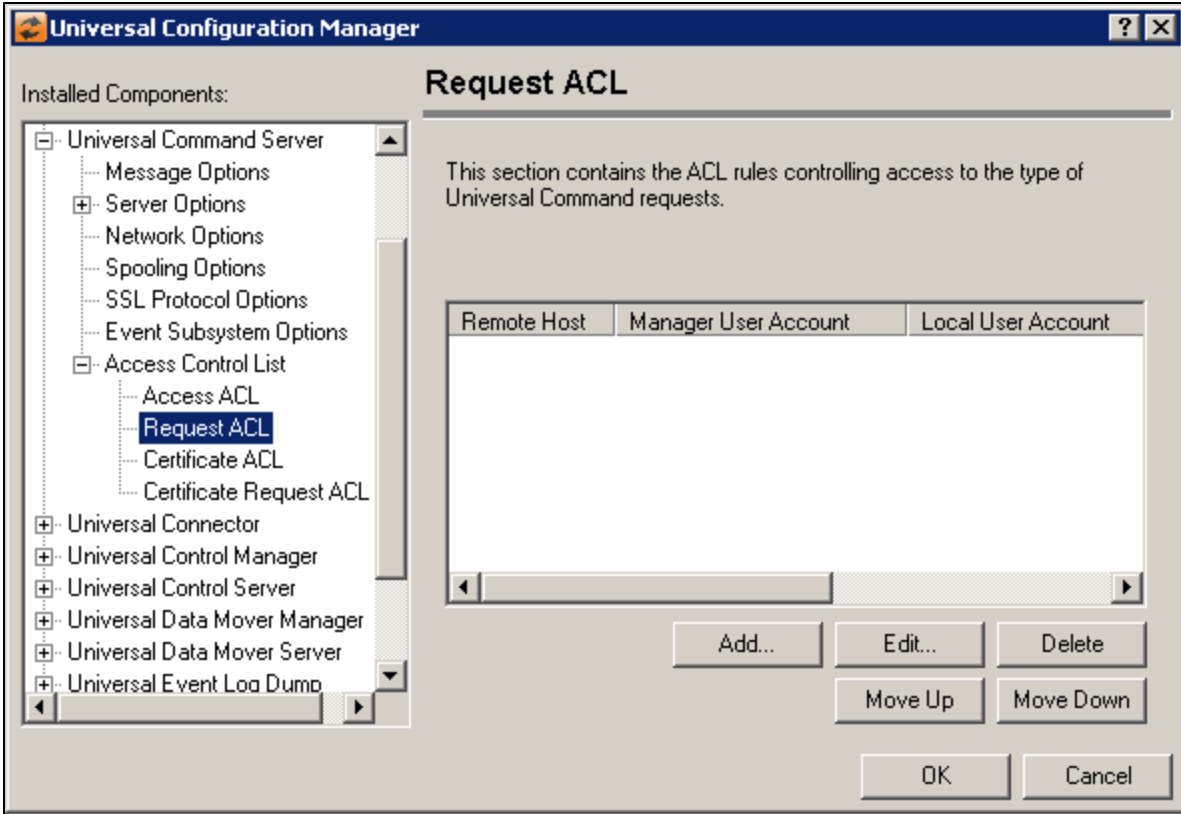 Universal Configuration Manager
Installed Components:
Universal Command Server
Message Options
Server Options
Network Options
Spooling Options
SSL Protocol Options
Event Subsystem Options
Access Control List
Access ACL
Request ACL
Certificate ACL
Certificate Request ACL
Universal Connector
Universal Control Manager
Universal Control Server
Universal Data Mover Manager
Universal Data Mover Server
Universal Event Log Dump
Request ACL
This section contains the ACL rules controlling access to the type of
Universal Command requests.
Remote Host Manager User Account Local User Account
Add... Edit... Delete
Move Up Move Down
OK Cancel